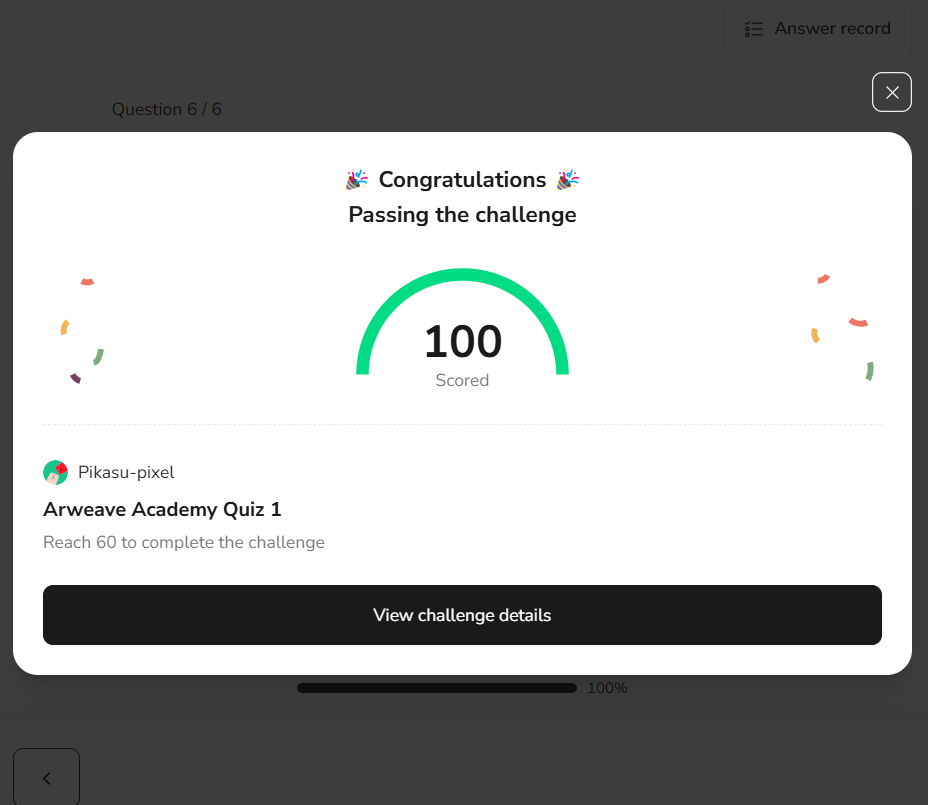 Answer record
Question 6 / 6
🎉 Congratulations 🎉
Passing the challenge
100
Scored
Pikasu-pixel
Arweave Academy Quiz 1
Reach 60 to complete the challenge
View challenge details
100%